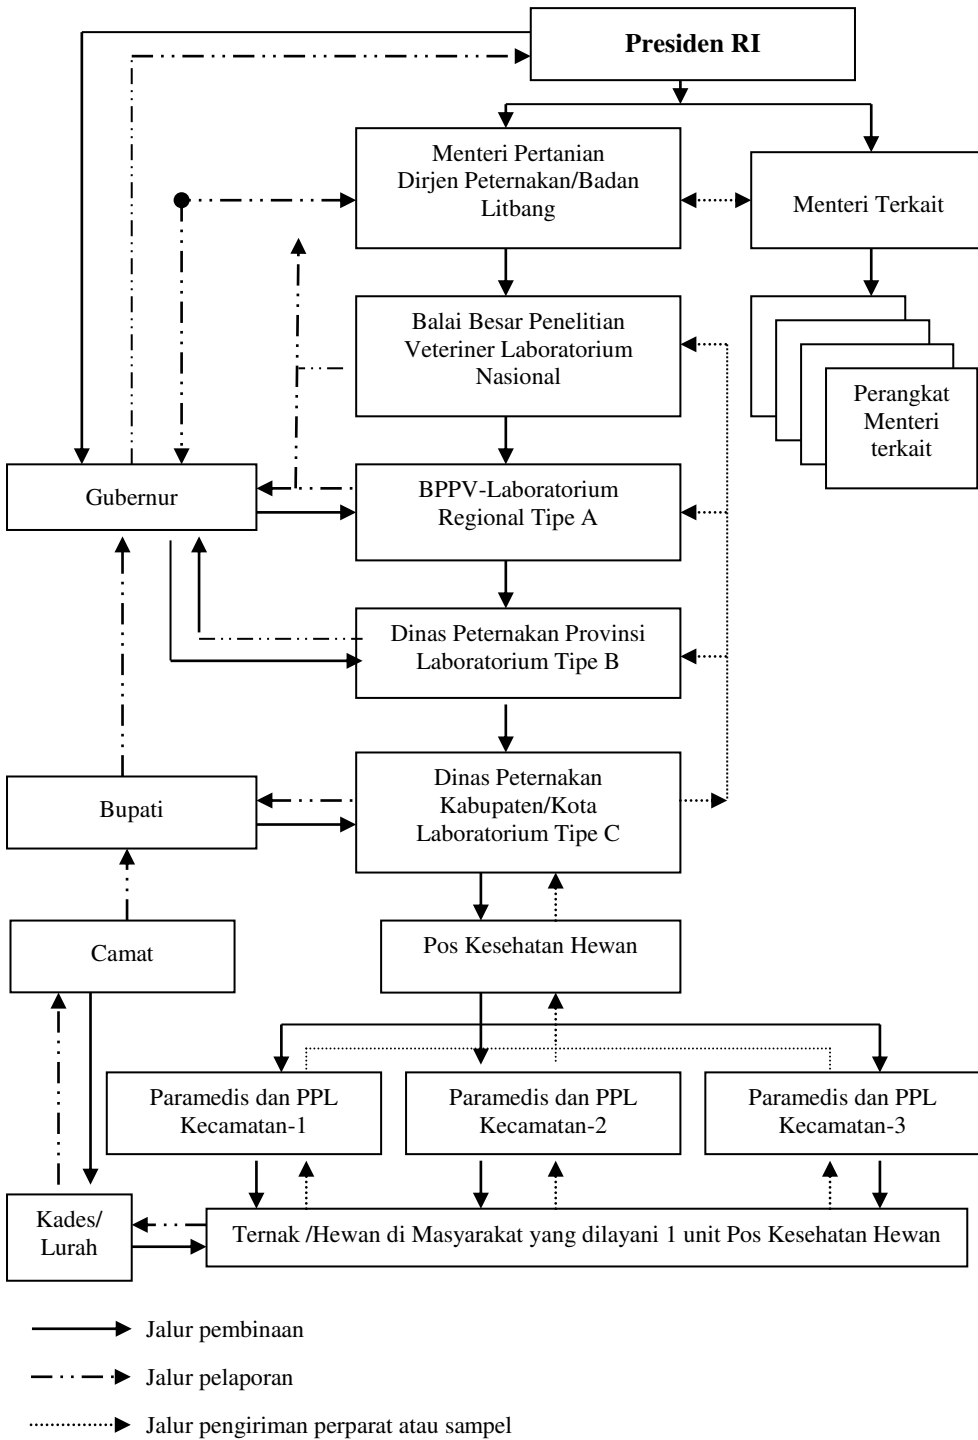 Presiden RI
Menteri Pertanian
Dirjen Peternakan/Badan
Litbang
Menteri Terkait
Balai Besar Penelitian
Veteriner Laboratorium
Nasional
Perangkat
Menteri
terkait
Gubernur
BPPV-Laboratorium
Regional Tipe A
Dinas Peternakan Provinsi
Laboratorium Tipe B
Bupati
Dinas Peternakan
Kabupaten/Kota
Laboratorium Tipe C
Camat
Pos Kesehatan Hewan
Paramedis dan PPL
Kecamatan-1
Paramedis dan PPL
Kecamatan-2
Paramedis dan PPL
Kecamatan-3
Kades/
Lurah
Ternak /Hewan di Masyarakat yang dilayani 1 unit Pos Kesehatan Hewan
Jalur pembinaan
Jalur pelaporan
Jalur pengiriman perparat atau sampel